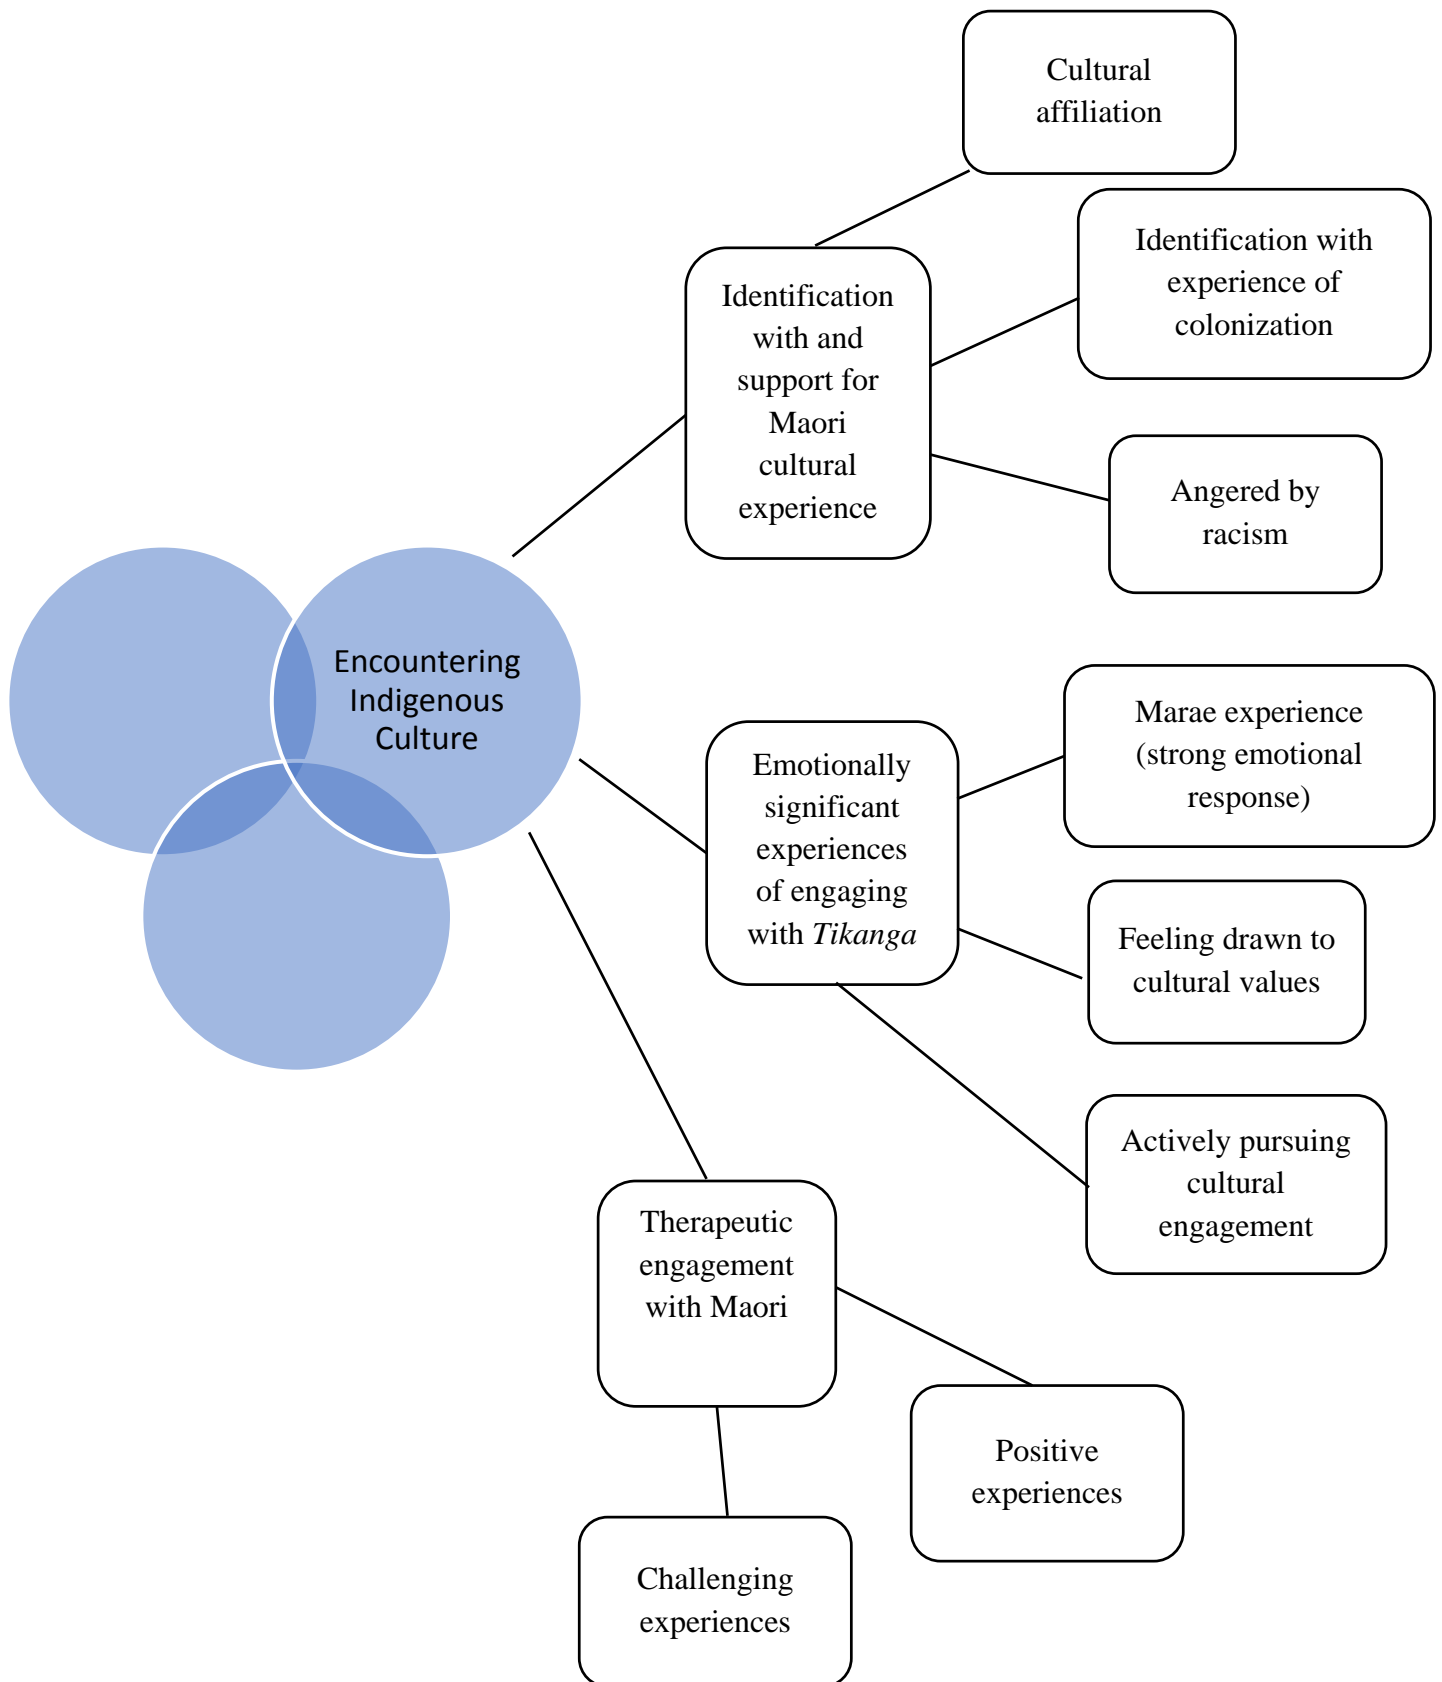 Cultural
affiliation
Identification with
experience of
colonization
Identification
with and
support for
Maori
cultural
experience
Angered by
racism
Encountering
Indigenous
Culture
Marae experience
(strong emotional
response)
Emotionally
significant
experiences
of engaging
with Tikanga
Feeling drawn to
cultural values
Actively pursuing
cultural
engagement
Therapeutic
engagement
with Maori
Positive
experiences
Challenging
experiences